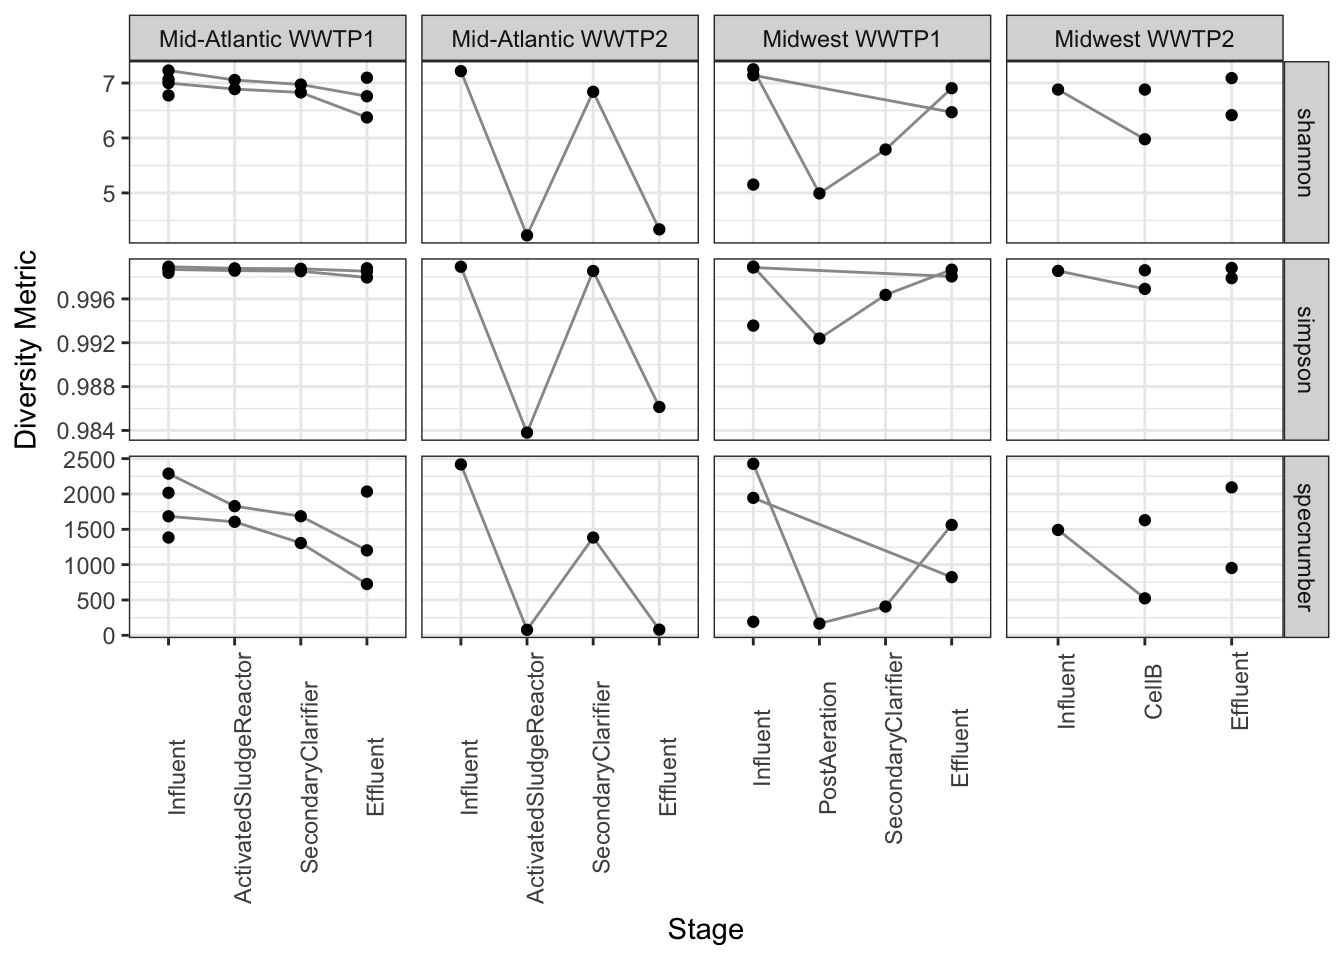 Mid-Atlantic WWTP1
Mid-Atlantic WWTP2
Midwest WWTP1
Midwest WWTP2
Diversity Metric
7
6
5
shannon
0.996
0.992
0.988
0.984
simpson
2500
2000
1500
1000
500
0
specnumber
Influent
ActivatedSludgeReactor
SecondaryClarifier
Effluent
Influent
ActivatedSludgeReactor
SecondaryClarifier
Effluent
Influent
PostAeration
SecondaryClarifier
Effluent
Influent
CellB
Effluent
Stage